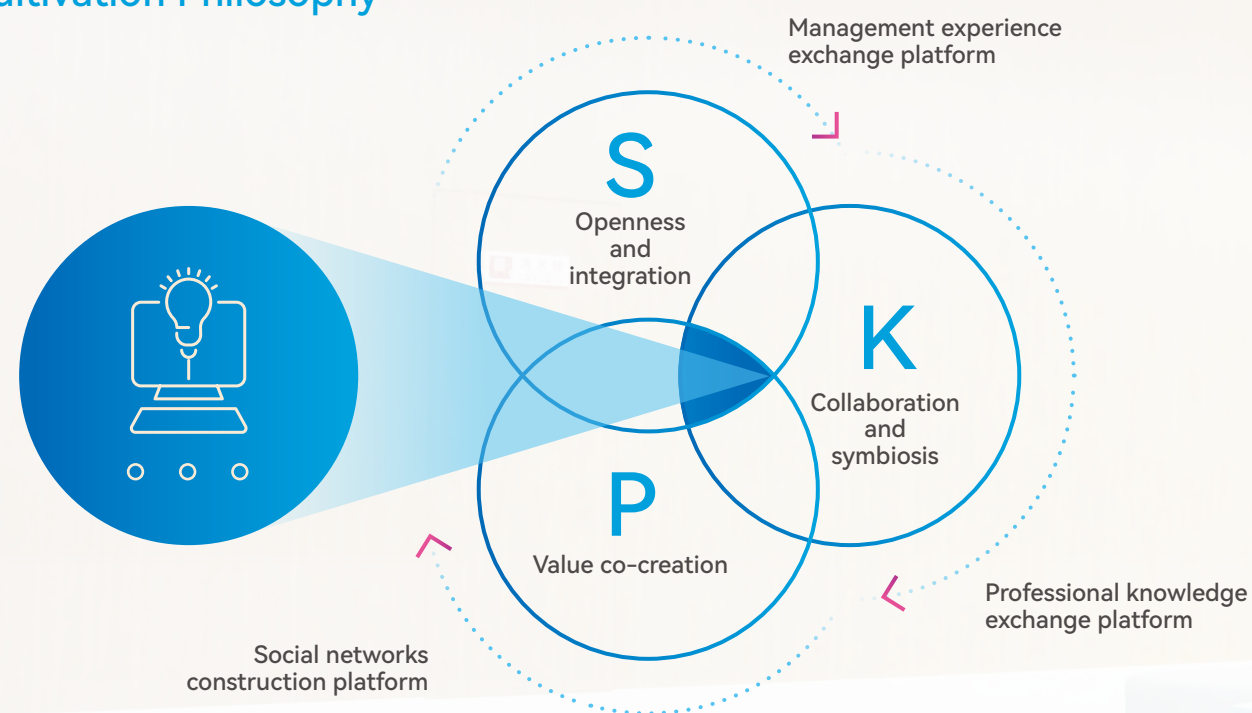 Philosophy
Management experience
exchange platform
S
Openness
and
integration
K
Collaboration
and
symbiosis
P
Value co-creation
Professional knowledge
exchange platform
Social networks
construction platform